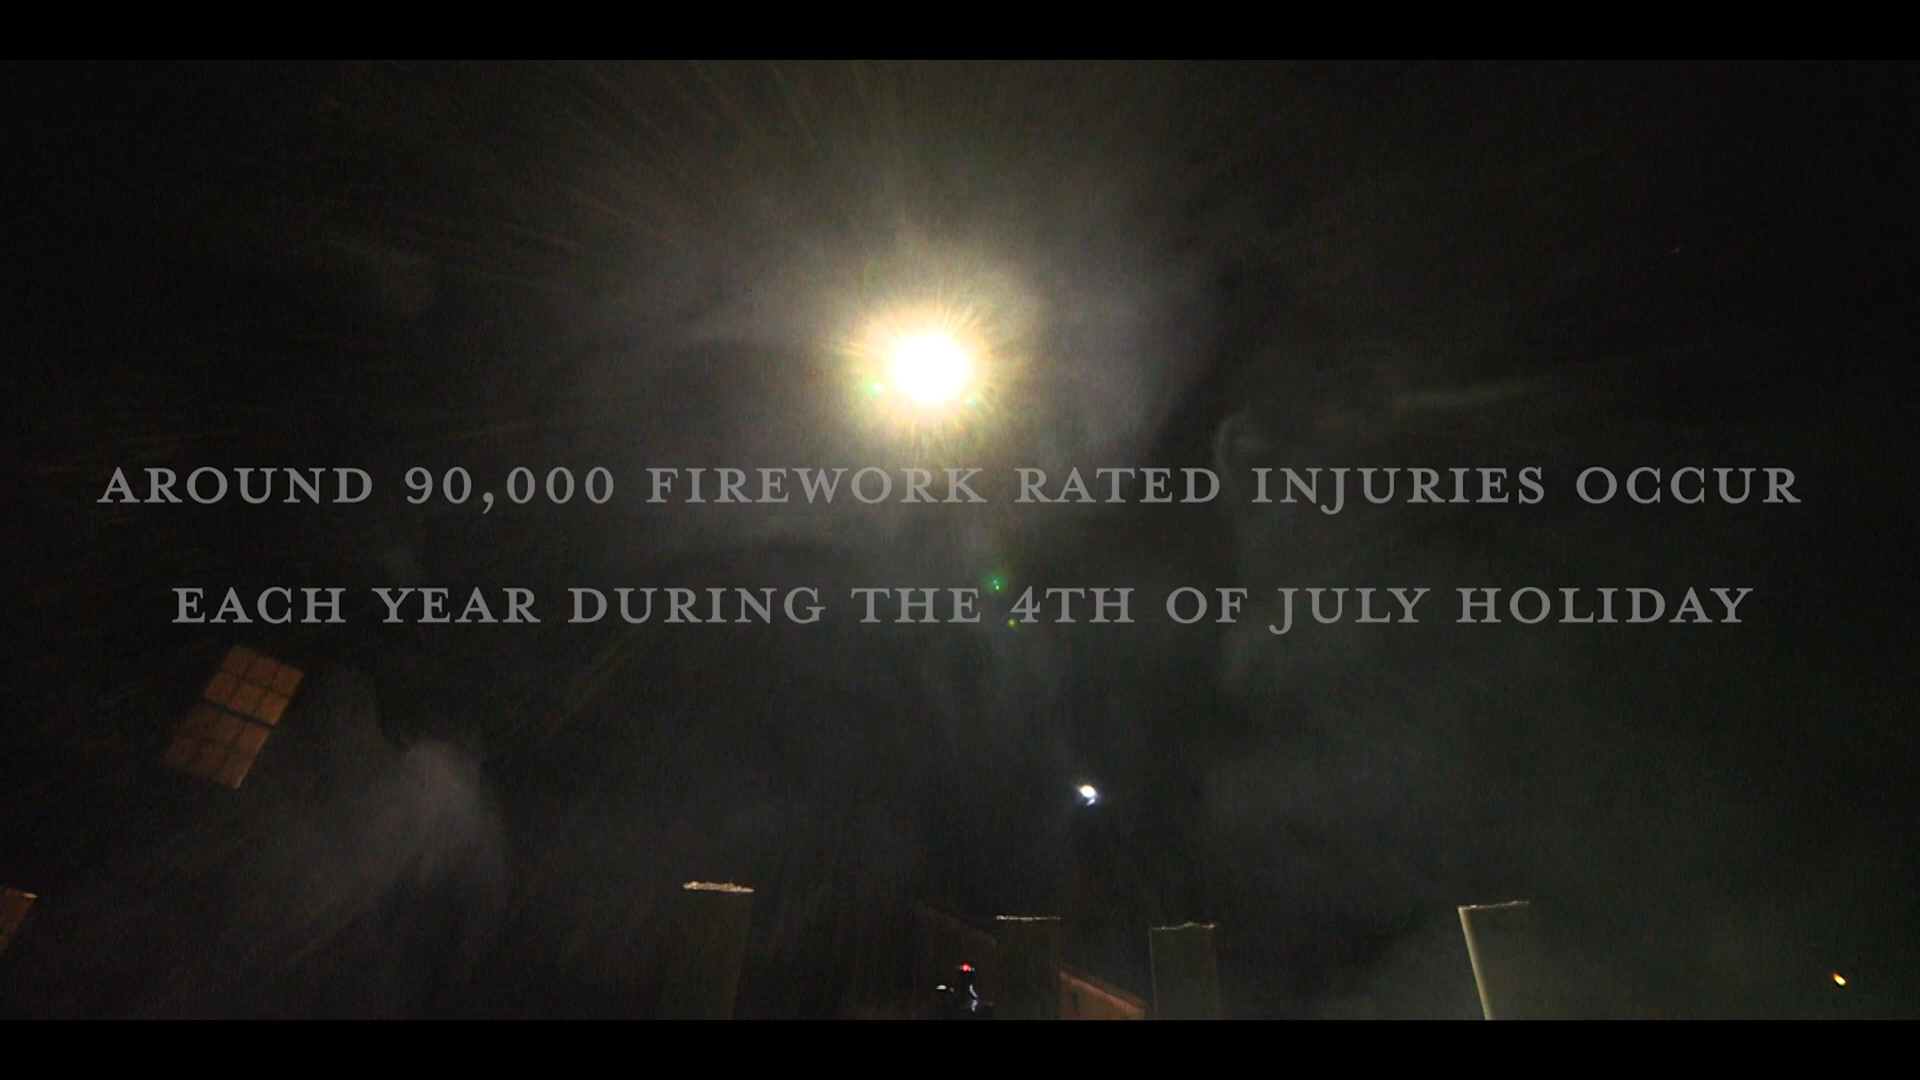 AROUND 90,000 FIREWORK RATED INJURIES OCCUR
EACH YEAR DURING THE 4TH OF JULY HOLIDAY